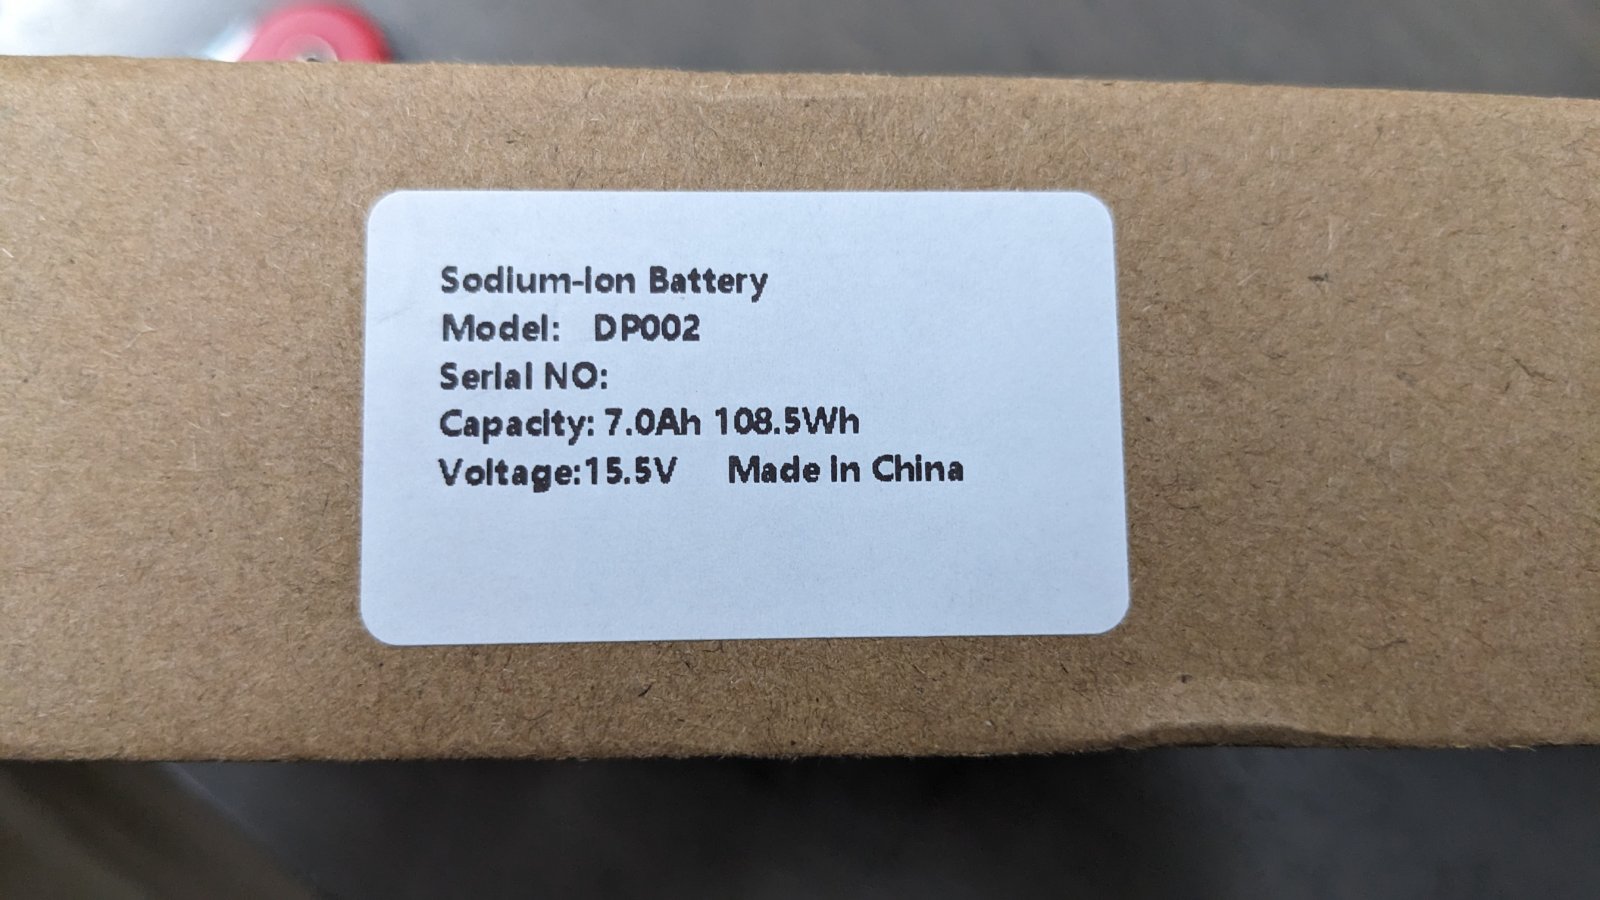 Sodium-Ion Battery
Model: DP002
Serial NO:
Capacity: 7.0Ah 108.5Wh
Voltage:15.5V Made in China